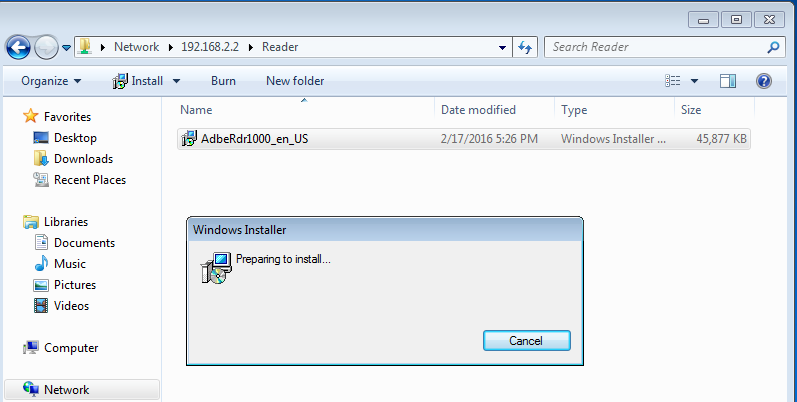 Network 192.168.2.2 Reader Search Reader
Organize Install Burn New folder
Name Date modified Type Size
AdbeRdr1000_en_US 2/17/2016 5:26 PM Windows Installer ... 45,877 KB
Favorites
Desktop
Downloads
Recent Places
Libraries
Documents
Music
Pictures
Videos
Computer
Network
Windows Installer
Preparing to install...
Cancel